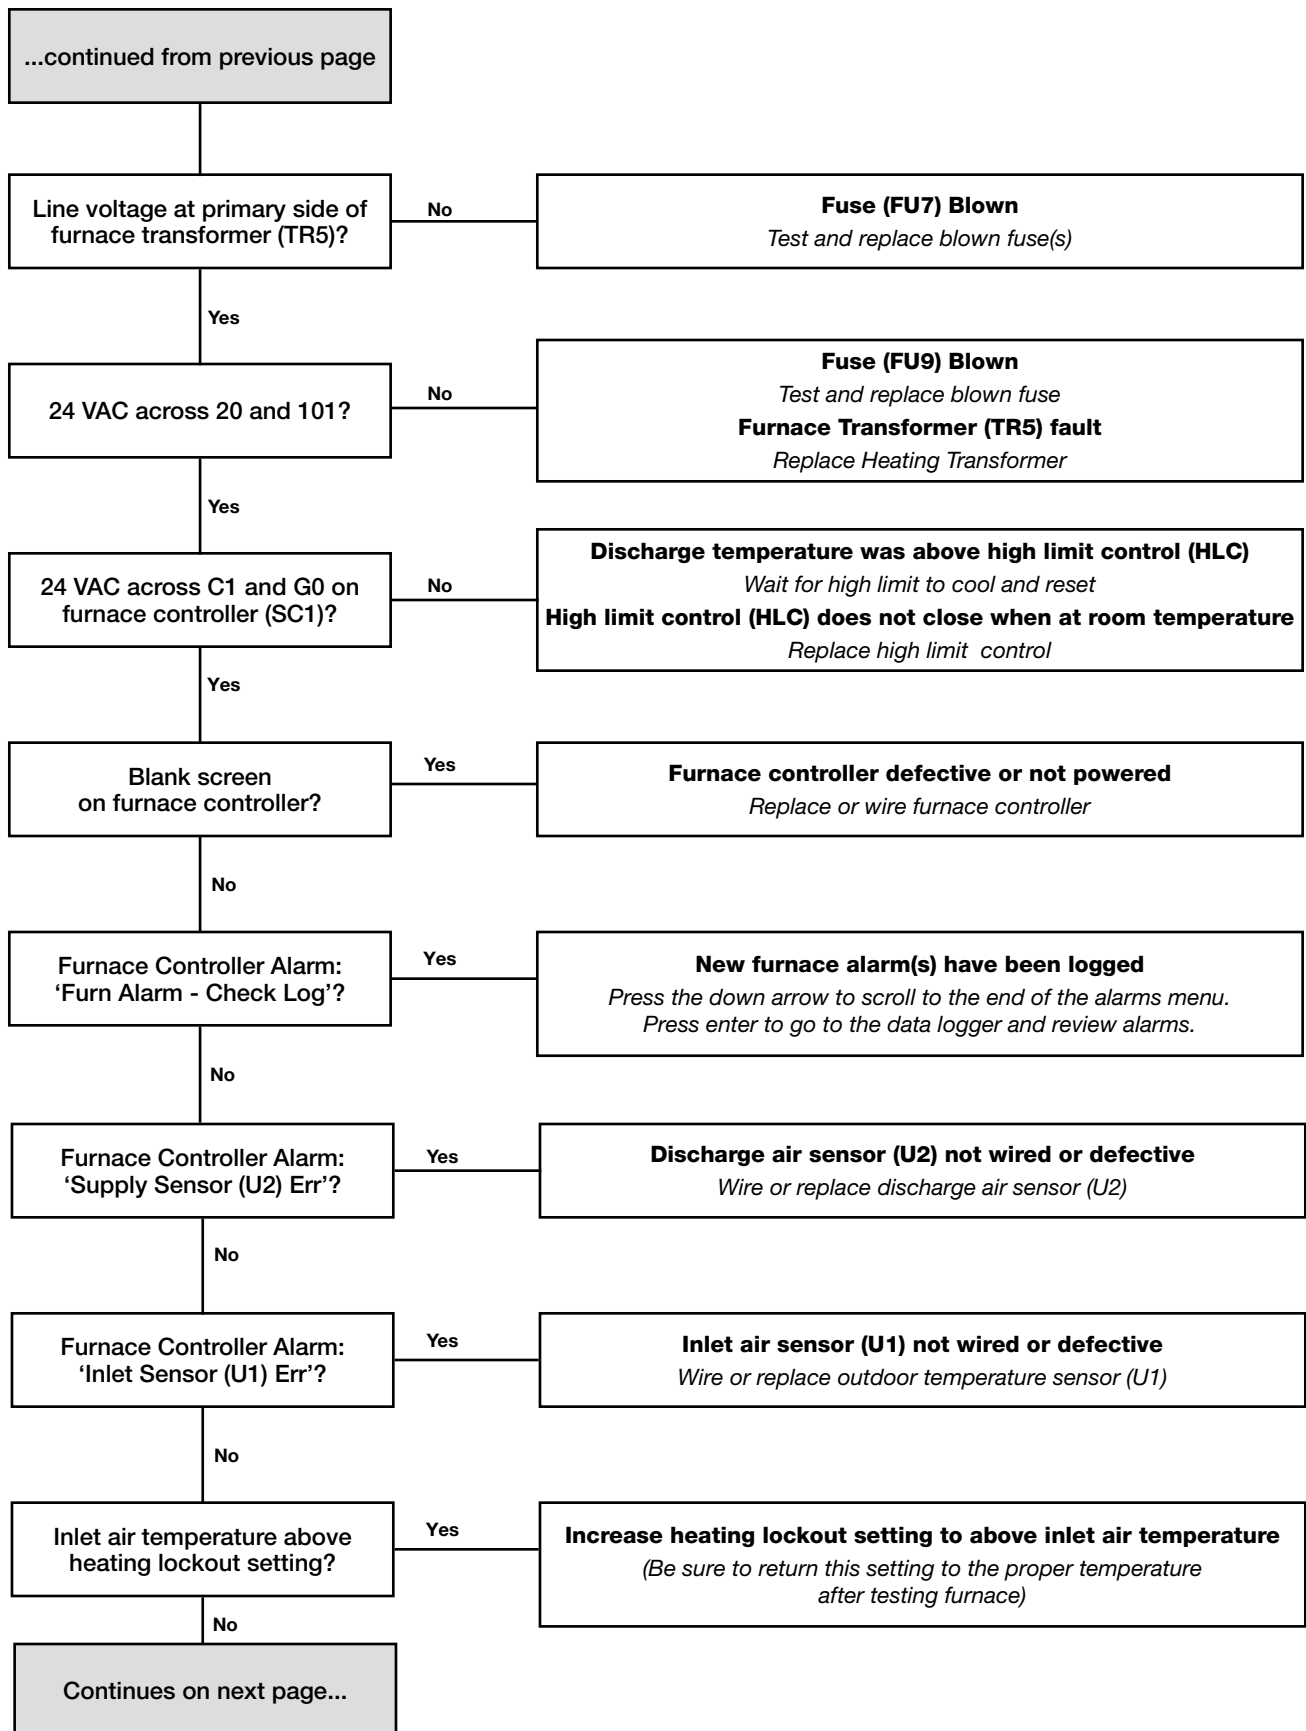 ...continued from previous page
Line voltage at primary side of
furnace transformer (TR5)?
No
Fuse (FU7) Blown
Test and replace blown fuse(s)
Yes
24 VAC across 20 and 101?
No
Fuse (FU9) Blown
Test and replace blown fuse
Furnace Transformer (TR5) fault
Replace Heating Transformer
Yes
24 VAC across C1 and G0 on
furnace controller (SC1)?
No
Discharge temperature was above high limit control (HLC)
Wait for high limit to cool and reset
High limit control (HLC) does not close when at room temperature
Replace high limit control
Yes
Blank screen
on furnace controller?
Yes
Furnace controller defective or not powered
Replace or wire furnace controller
No
Furnace Controller Alarm:
‘Furn Alarm - Check Log’?
Yes
New furnace alarm(s) have been logged
Press the down arrow to scroll to the end of the alarms menu.
Press enter to go to the data logger and review alarms.
No
Furnace Controller Alarm:
‘Supply Sensor (U2) Err’?
Yes
Discharge air sensor (U2) not wired or defective
Wire or replace discharge air sensor (U2)
No
Furnace Controller Alarm:
‘Inlet Sensor (U1) Err’?
Yes
Inlet air sensor (U1) not wired or defective
Wire or replace outdoor temperature sensor (U1)
No
Inlet air temperature above
heating lockout setting?
Yes
Increase heating lockout setting to above inlet air temperature
(Be sure to return this setting to the proper temperature
after testing furnace)
No
Continues on next page...